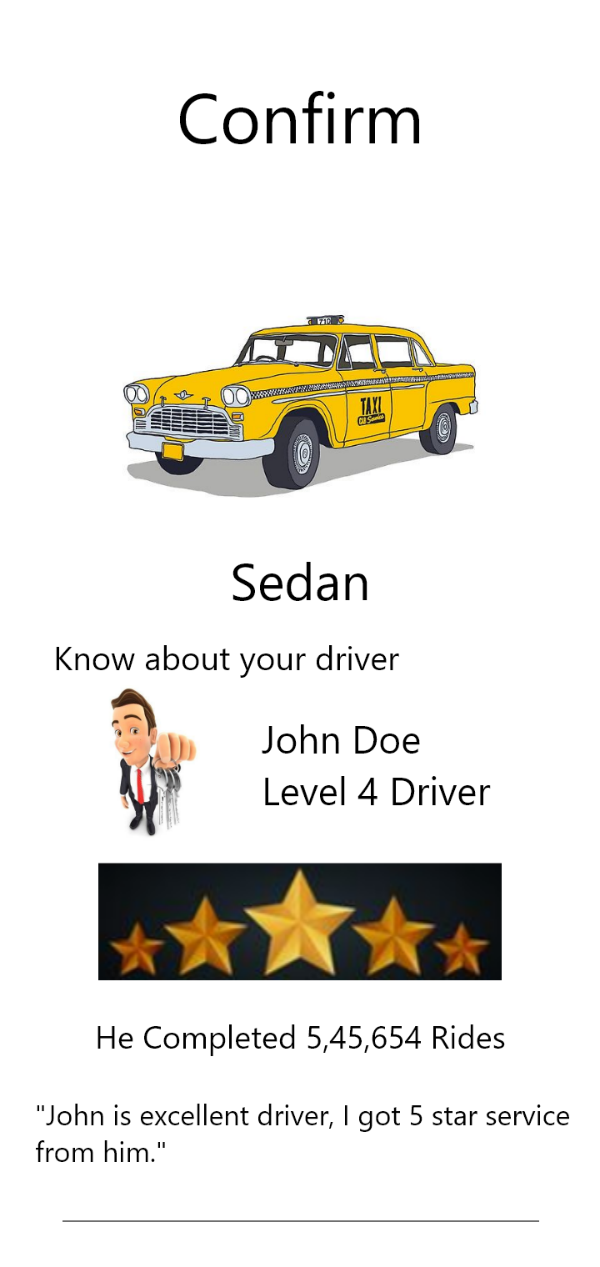 Confirm
TAXI
Sedan
Know about your driver
John Doe
Level 4 Driver
He Completed 5,45,654 Rides
"John is excellent driver, I got 5 star service
from him."